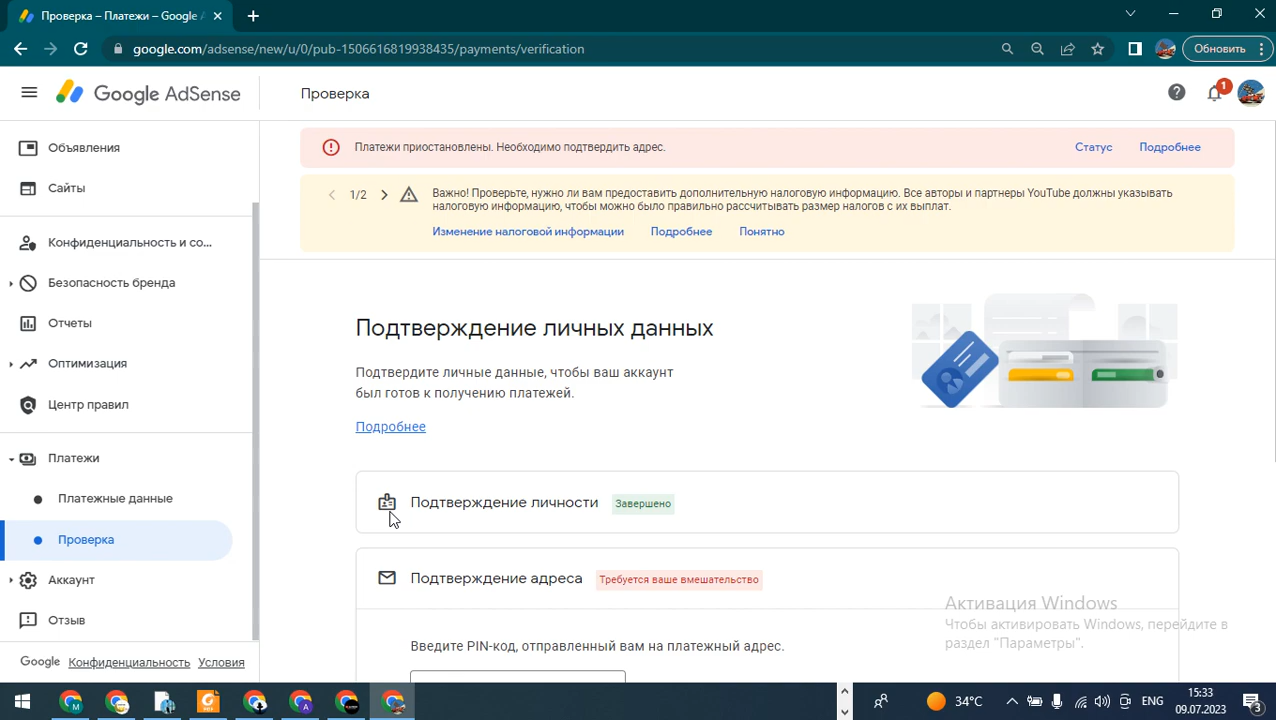 Проверка – Платежи – Google A
google.com/adsense/new/u/0/pub-1506616819938435/payments/verification
Обновить
Google AdSense
Проверка
1
Объявления
Сайты
Конфиденциальность и со...
Безопасность бренда
Отчеты
Оптимизация
Центр правил
Платежи
Платежные данные
Проверка
Аккаунт
Отзыв
Google Конфиденциальность Условия
Платежи приостановлены. Необходимо подтвердить адрес.
Статус Подробнее
1/2
Важно! Проверьте, нужно ли вам предоставить дополнительную налоговую информацию. Все авторы и партнеры YouTube должны указывать
налоговую информацию, чтобы можно было правильно рассчитывать размер налогов с их выплат.
Изменение налоговой информации Подробнее Понятно
Подтверждение личных данных
Подтвердите личные данные, чтобы ваш аккаунт
был готов к получению платежей.
Подробнее
Подтверждение личности Завершено
Подтверждение адреса Требуется ваше вмешательство
Введите PIN-код, отправленный вам на платежный адрес.
Активация Windows
Чтобы активировать Windows, перейдите в
раздел "Параметры".
34°C
ENG
15:33
09.07.2023
3